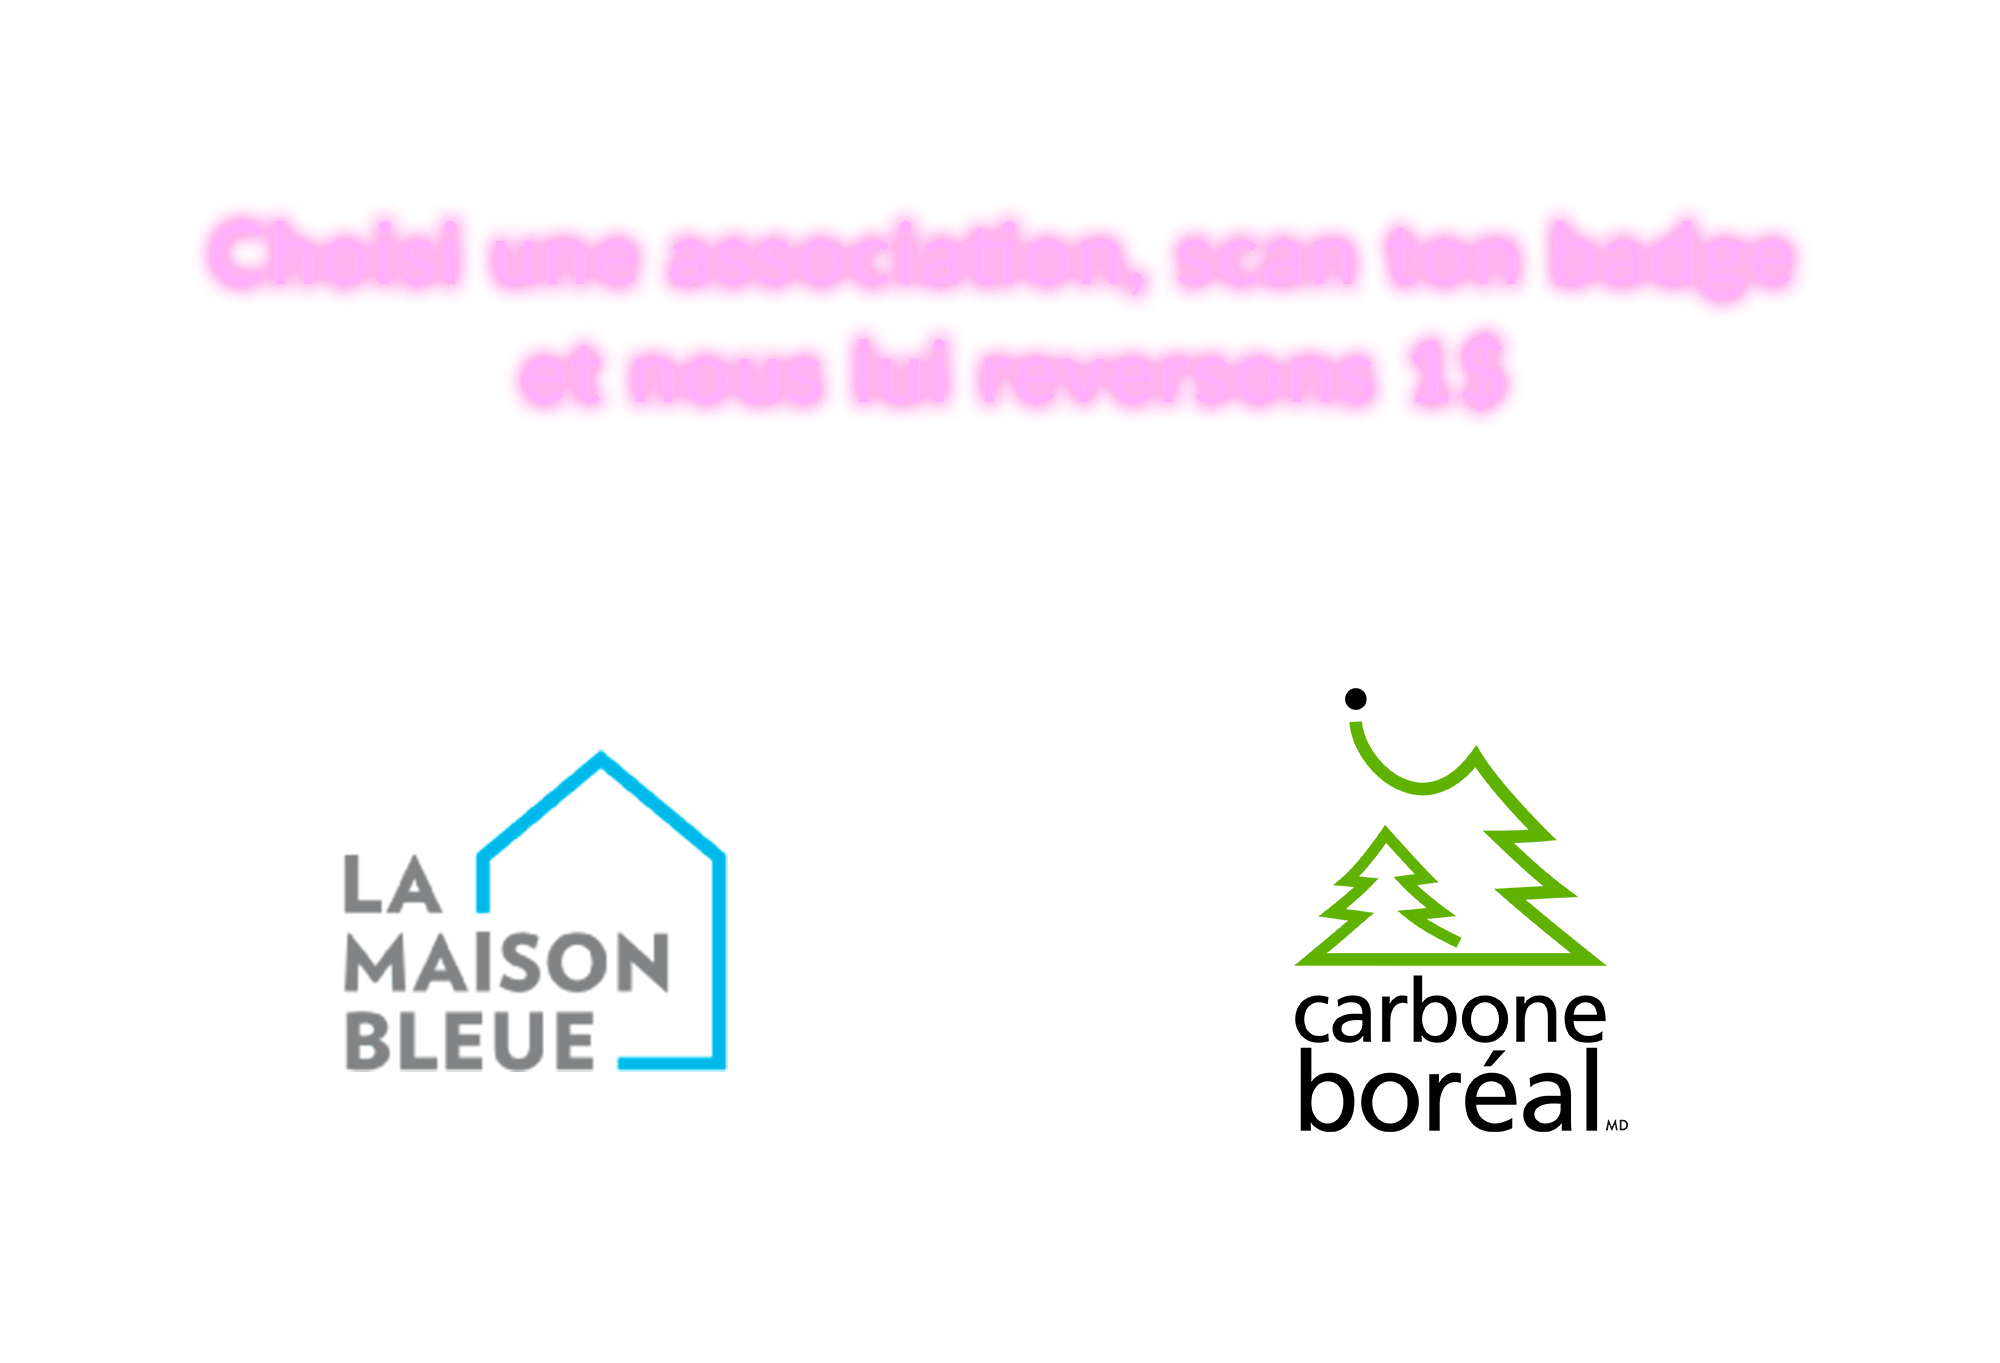 Choisi une association, scan ton badge
et nous lui reversons 1$
LA
MAISON
BLEUE
carbone
boréal
MD